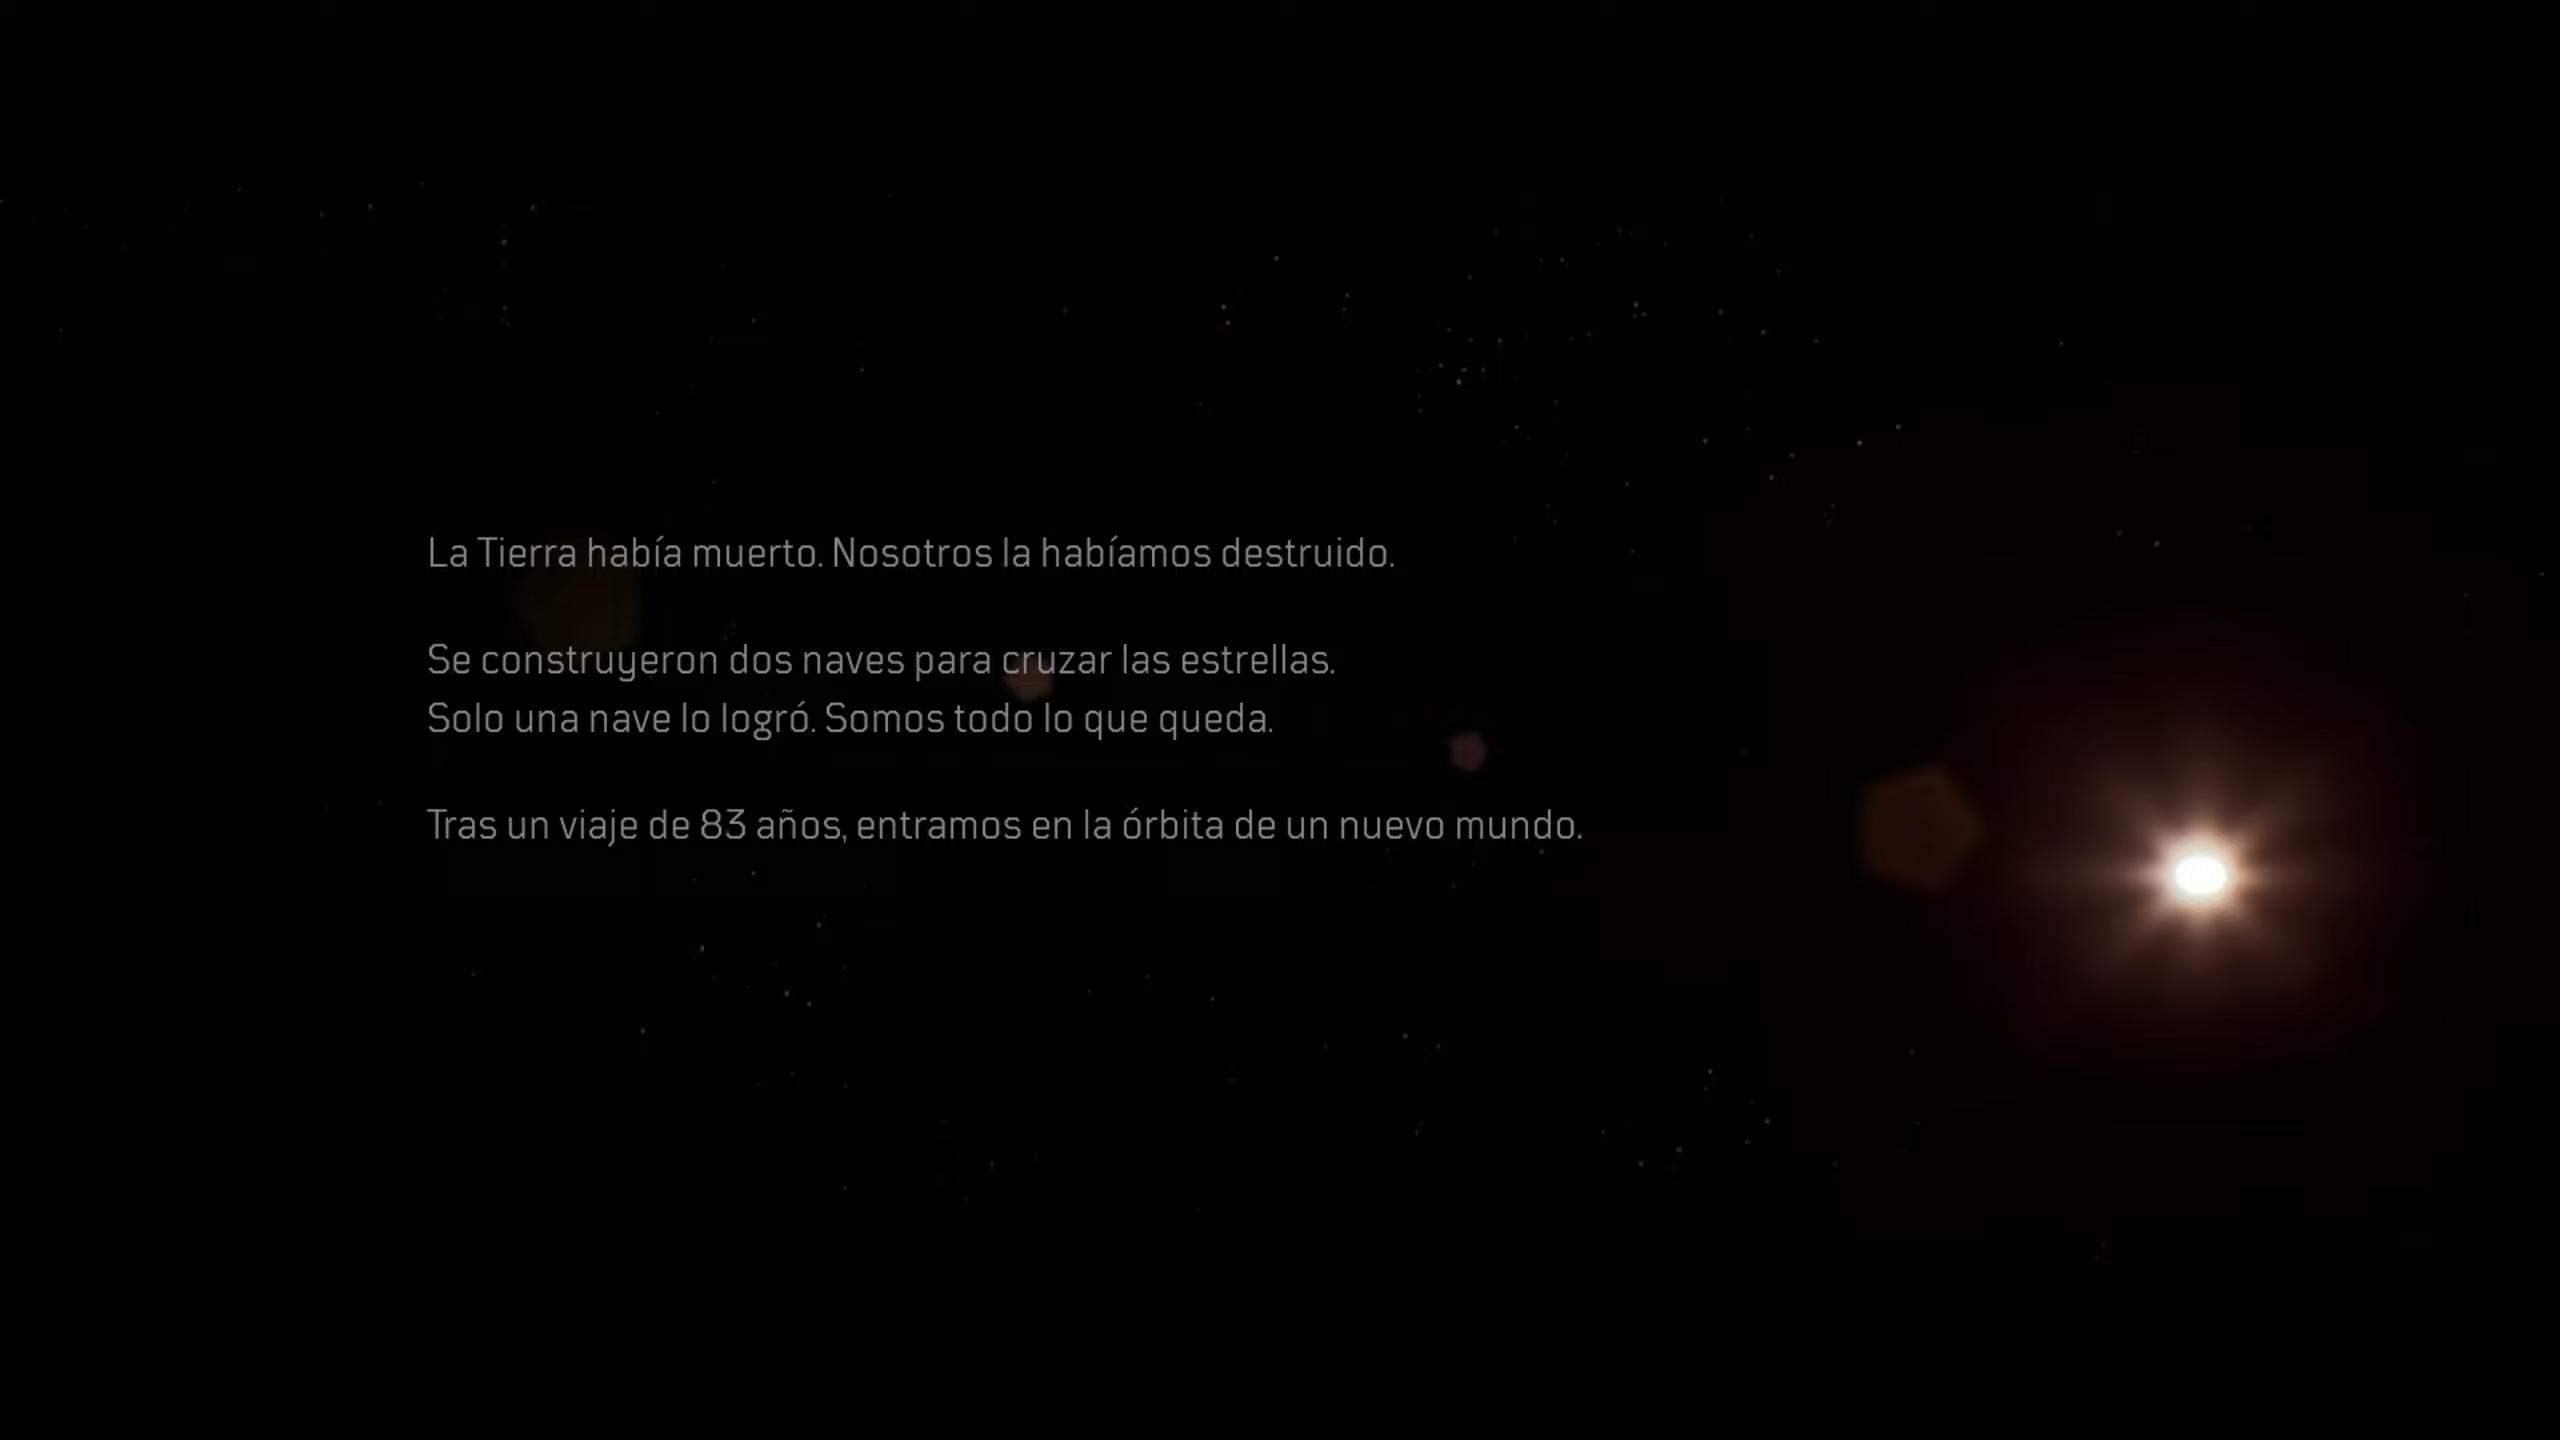 La Tierra había muerto. Nosotros la habíamos destruido.
Se construyeron dos naves para cruzar las estrellas.
Solo una nave lo logró. Somos todo lo que queda.
Tras un viaje de 83 años, entramos en la órbita de un nuevo mundo.